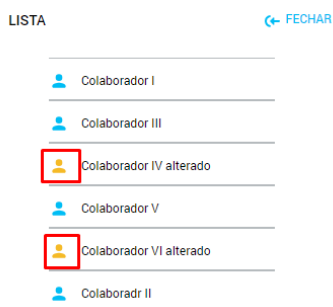 LISTA
FECHAR
Colaborador I
Colaborador III
Colaborador IV alterado
Colaborador V
Colaborador VI alterado
Colaboradr II